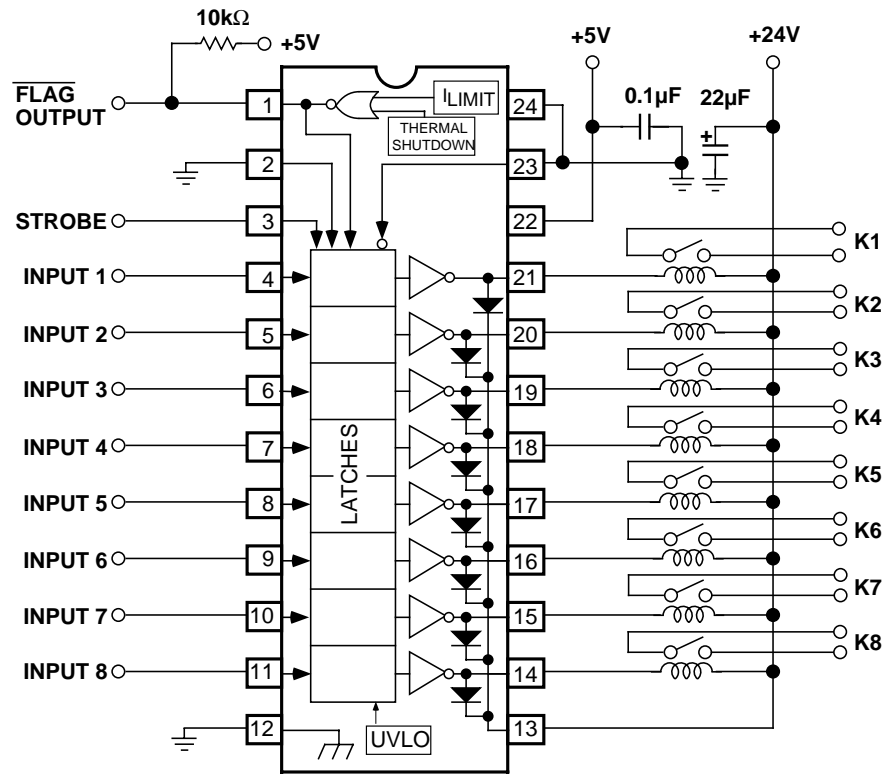 10kΩ
+5V
FLAG
OUTPUT
STROBE
INPUT 1
INPUT 2
INPUT 3
INPUT 4
INPUT 5
INPUT 6
INPUT 7
INPUT 8
1
2
3
4
5
6
7
8
9
10
11
12
ILIMIT
THERMAL
SHUTDOWN
LATCHES
UVLO
24
23
22
21
20
19
18
17
16
15
14
13
+5V
+24V
0.1µF
22µF
+
K1
K2
K3
K4
K5
K6
K7
K8